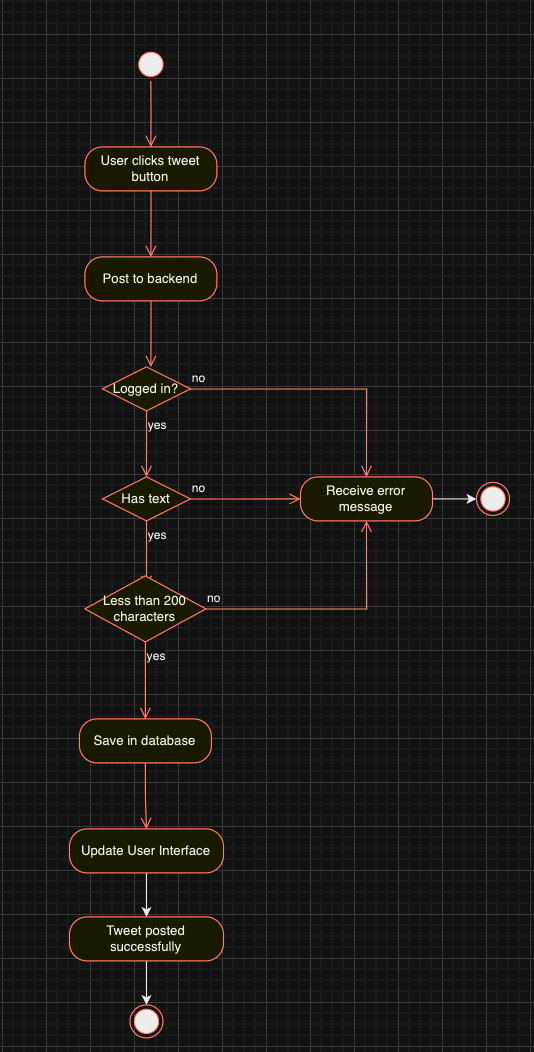 User clicks tweet
button
Post to backend
Logged in?
no
yes
Has text
no
Receive error
message
yes
Less than 200
characters
no
yes
Save in database
Update User Interface
Tweet posted
successfully